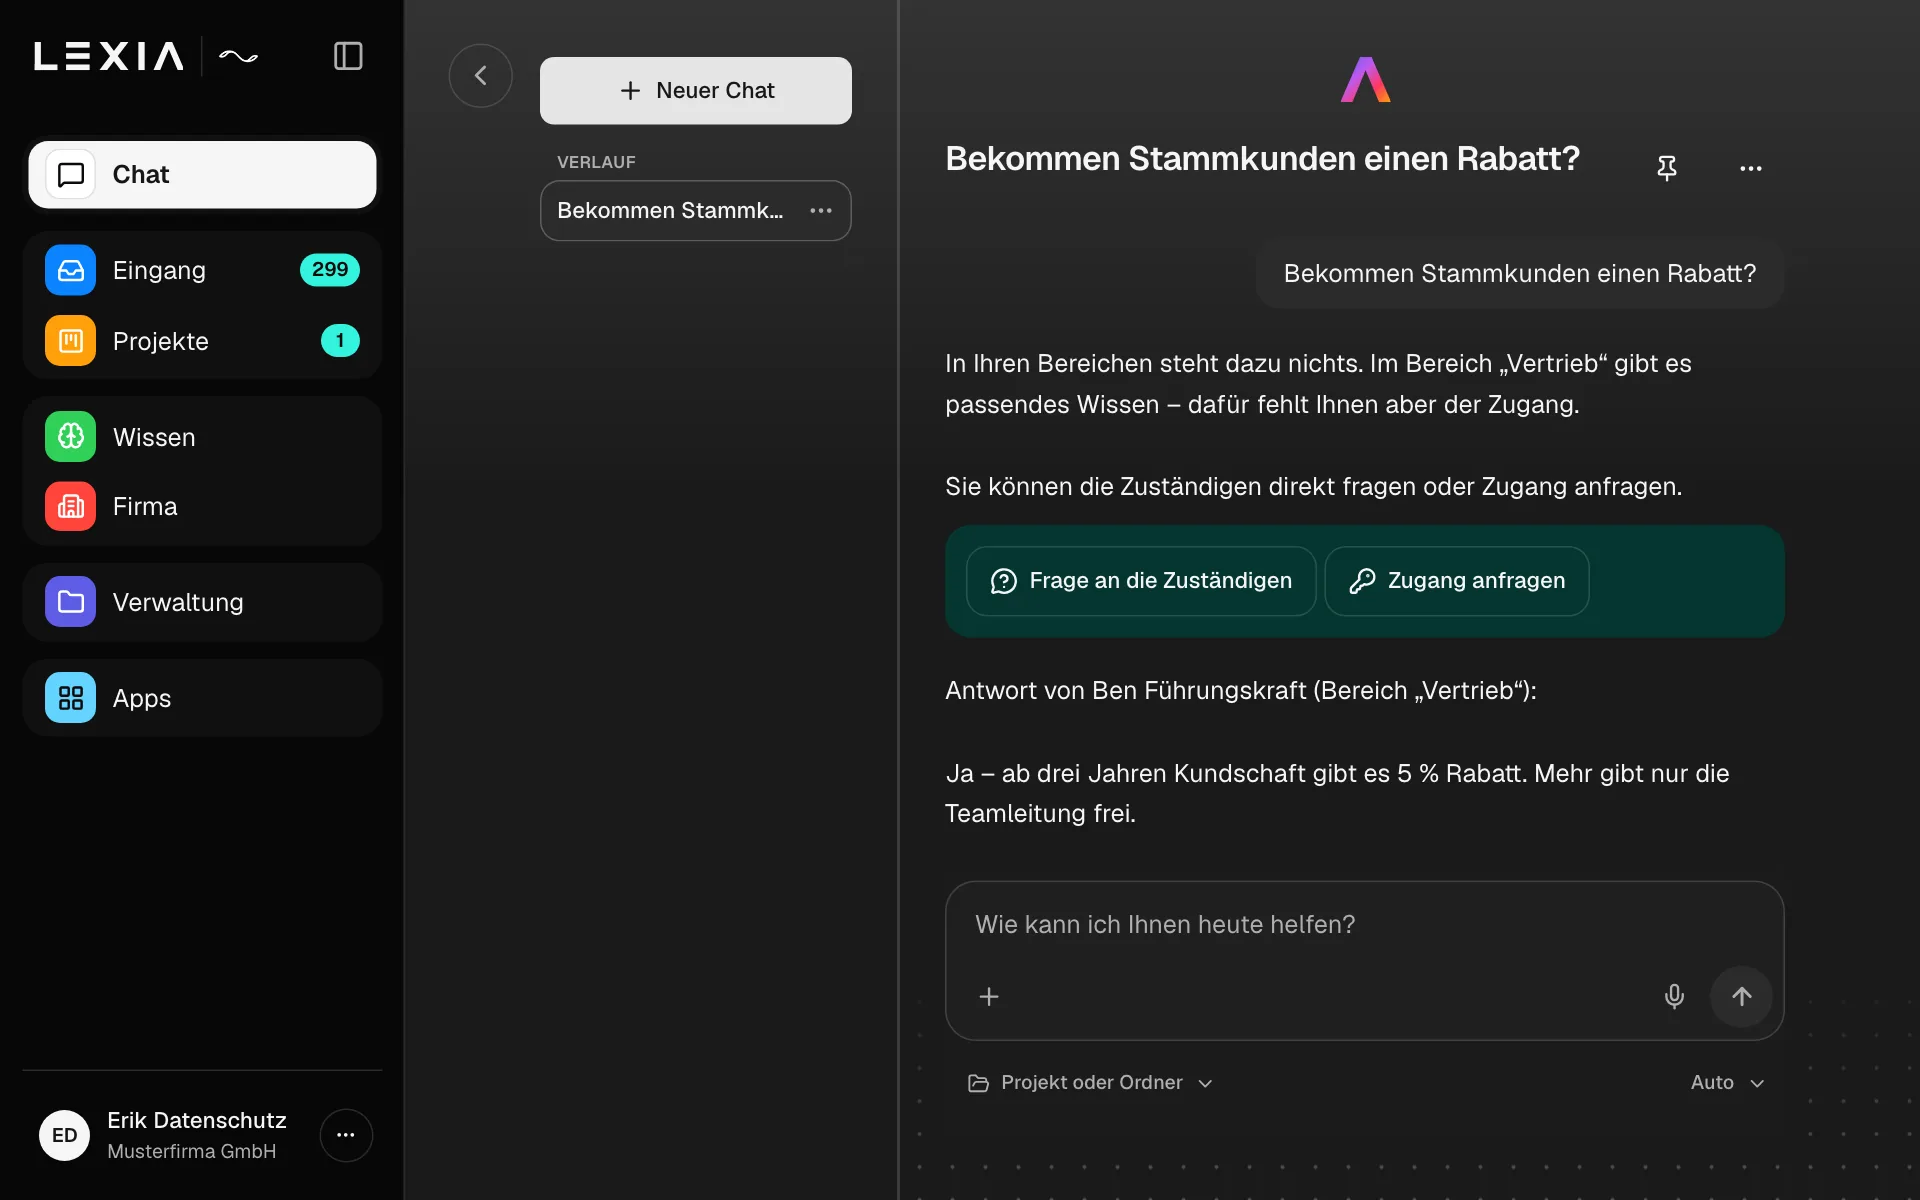 LEXIA
Chat
Eingang 299
Projekte 1
Wissen
Firma
Verwaltung
Apps
ED
Erik Datenschutz
Musterfirma GmbH
Neuer Chat
VERLAUF
Bekommen Stammk...
Bekommen Stammkunden einen Rabatt?
Bekommen Stammkunden einen Rabatt?
In Ihren Bereichen steht dazu nichts. Im Bereich „Vertrieb“ gibt es
passendes Wissen – dafür fehlt Ihnen aber der Zugang.
Sie können die Zuständigen direkt fragen oder Zugang anfragen.
Frage an die Zuständigen
Zugang anfragen
Antwort von Ben Führungskraft (Bereich „Vertrieb“):
Ja – ab drei Jahren Kundschaft gibt es 5 % Rabatt. Mehr gibt nur die
Teamleitung frei.
Wie kann ich Ihnen heute helfen?
Projekt oder Ordner
Auto